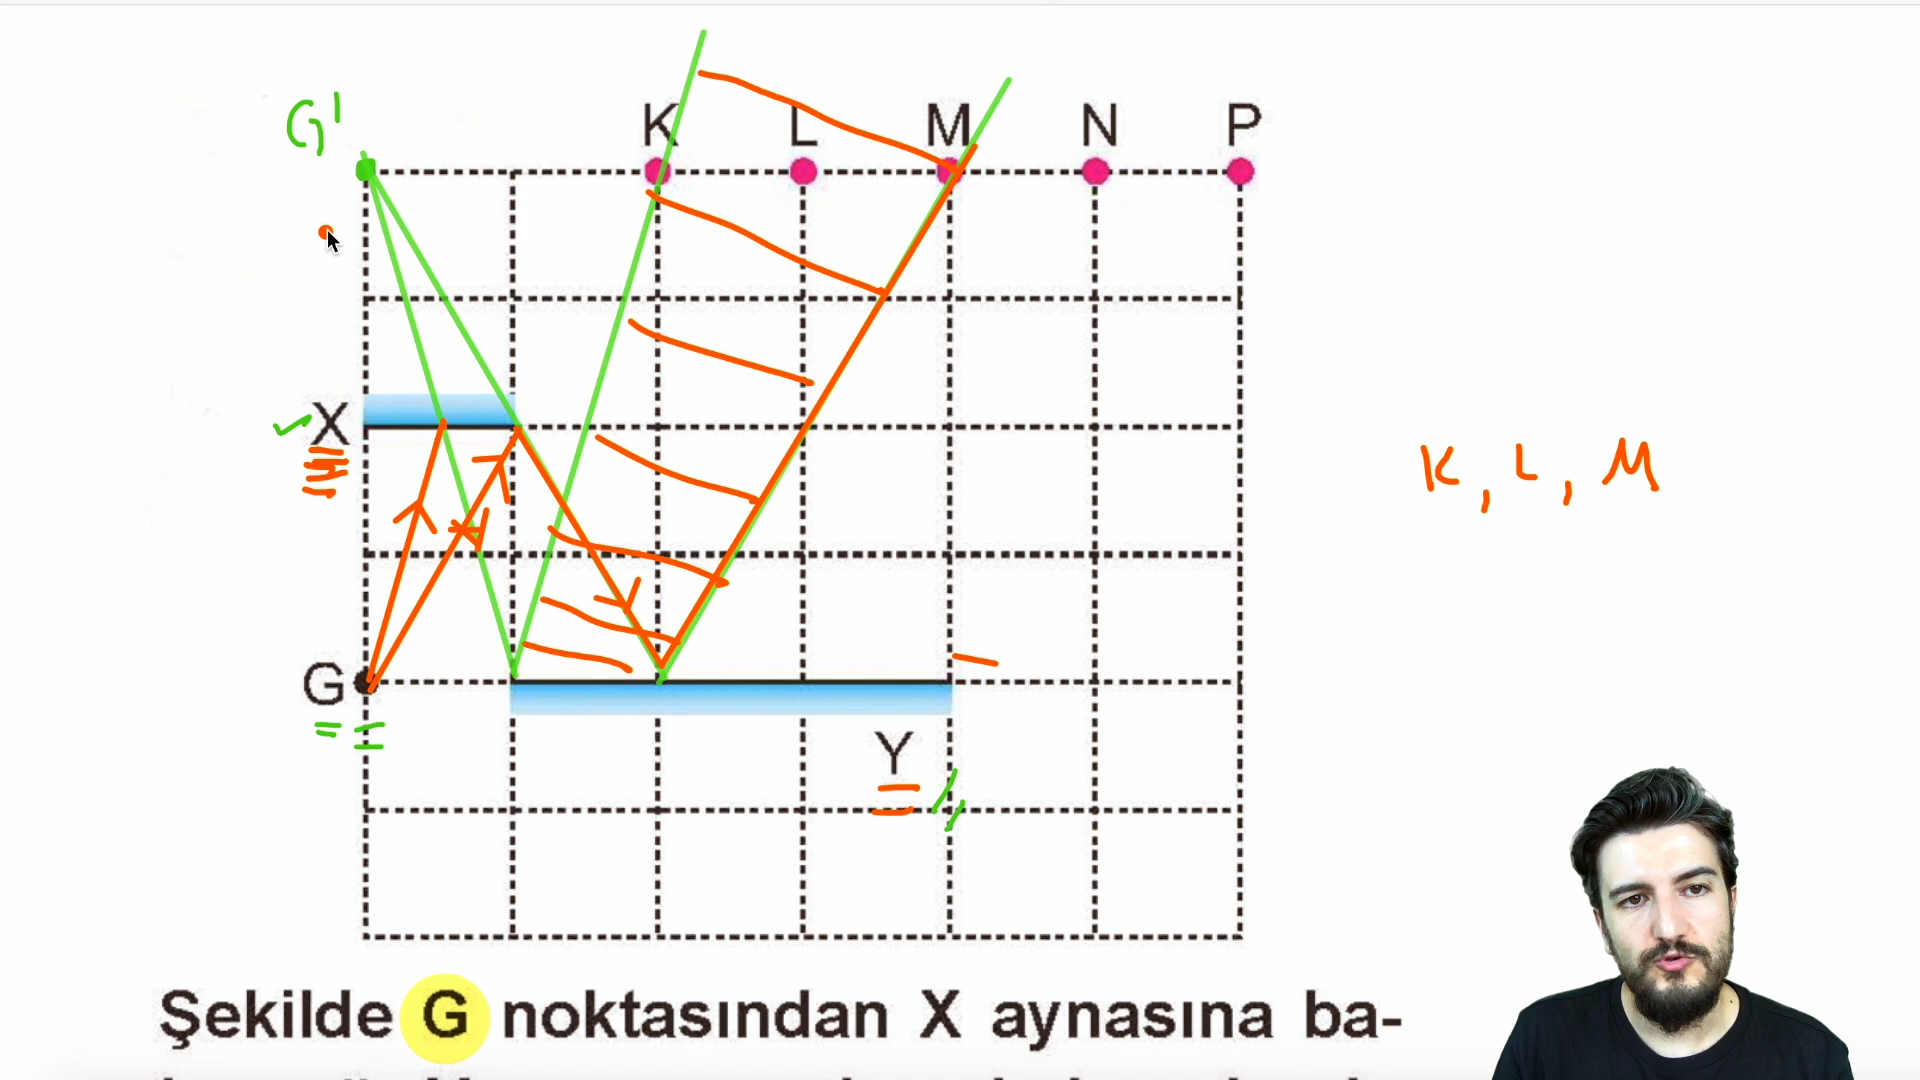 G'
K L M N P
X
K, L, M
G
Y
Şekilde G noktasından X aynasına ba-